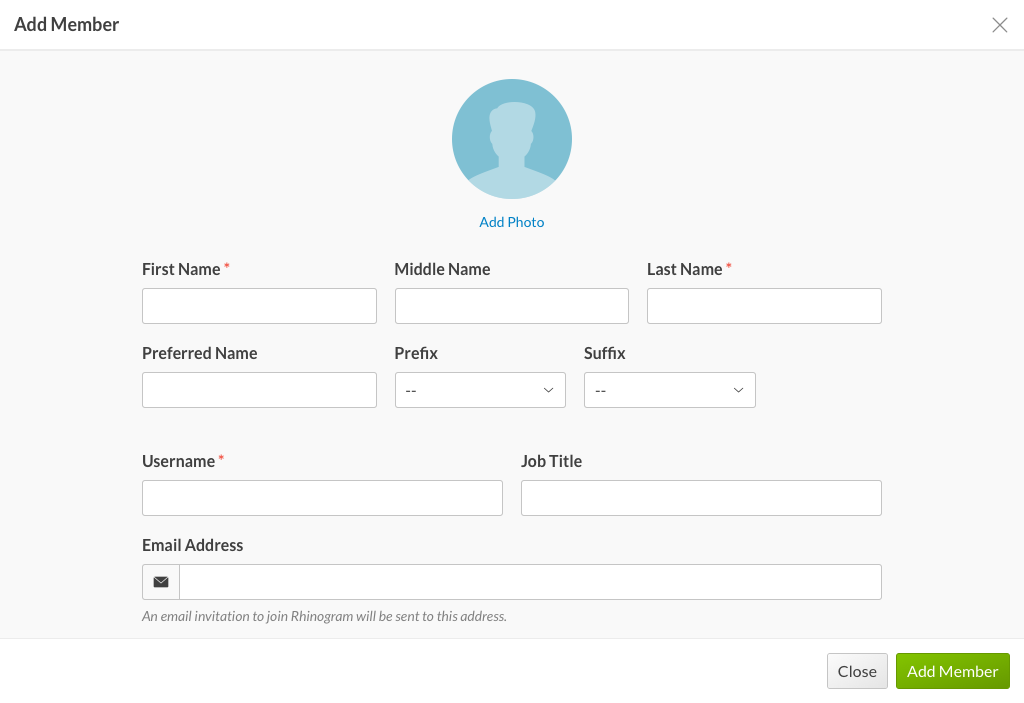 Add Member
Add Photo
First Name * Middle Name Last Name *
Preferred Name Prefix Suffix
-- --
Username * Job Title
Email Address
An email invitation to join Rhinogram will be sent to this address.
Close Add Member